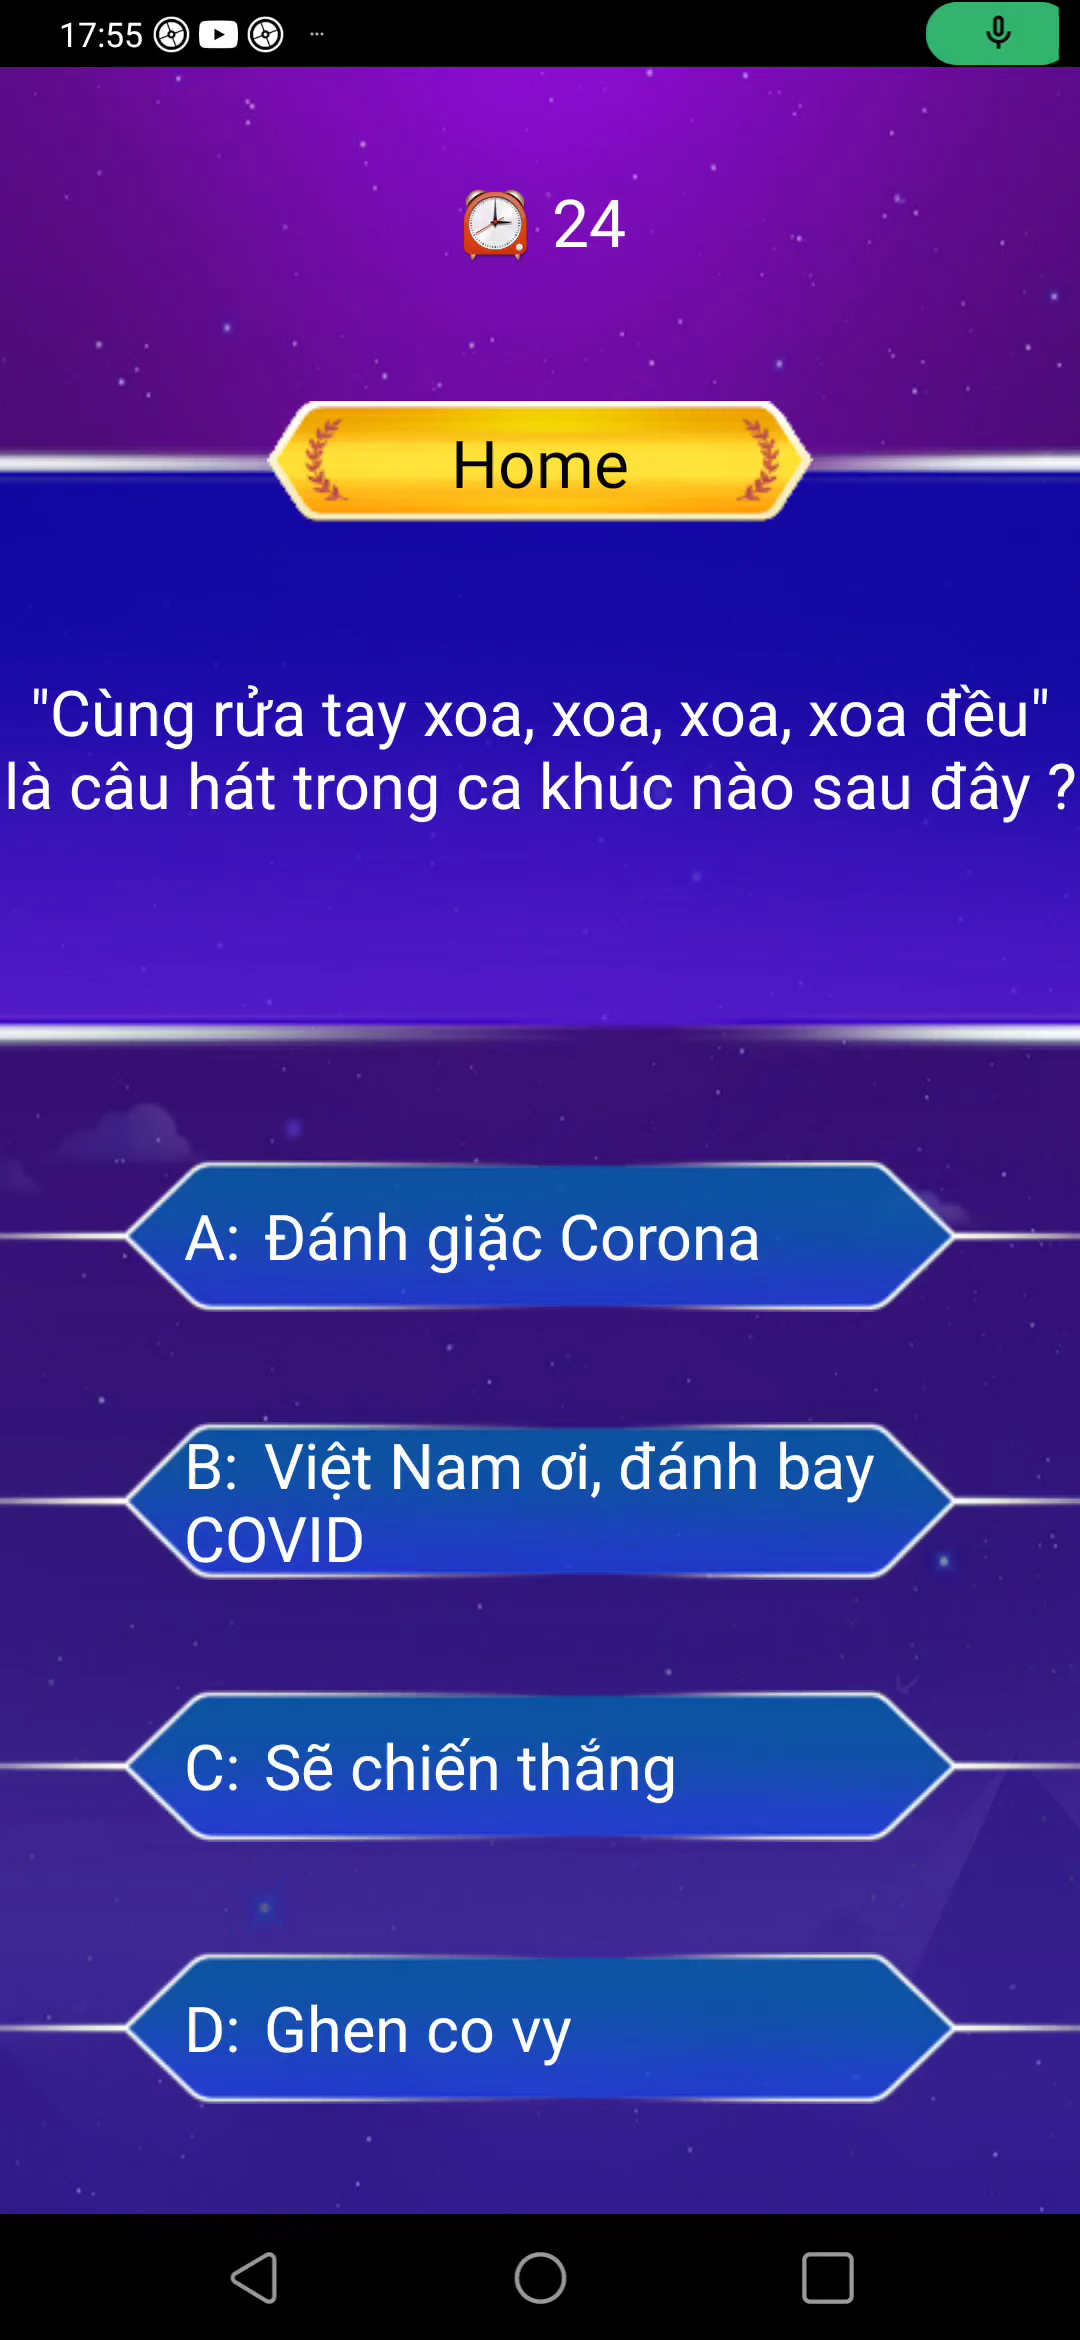 17:55
24
Home
"Cùng rửa tay xoa, xoa, xoa, xoa đều"
là câu hát trong ca khúc nào sau đây ?
A: Đánh giặc Corona
B: Việt Nam ơi, đánh bay
COVID
C: Sẽ chiến thắng
D: Ghen co vy